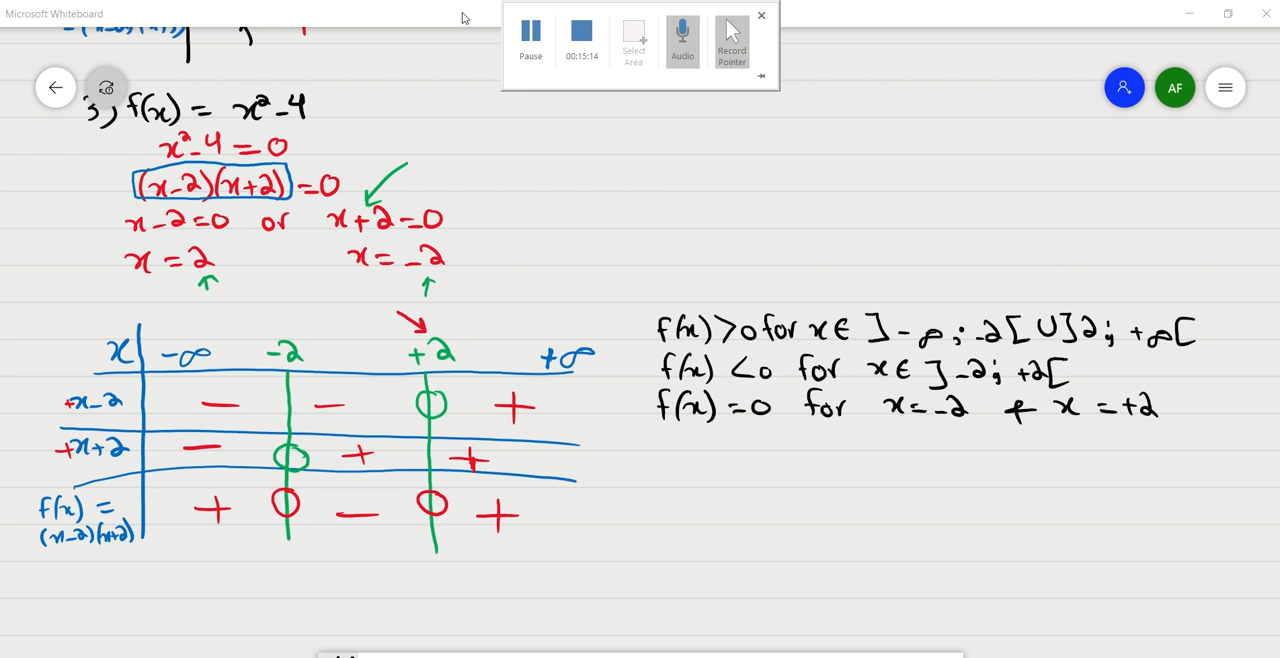 Microsoft Whiteboard
Pause
00:15:14
Select Area
Audio
Record Pointer
AF
3) f(x) = x² - 4
x² - 4 = 0
(x-2)(x+2) = 0
x - 2 = 0 or x + 2 = 0
x = 2 x = -2
x -∞ -2 +2 +∞
+x-2 - - 0 +
+x+2 - 0 + +
f(x) = + 0 - 0 +
(x-2)(x+2)
f(x) > 0 for x ∈ ]-∞ ; -2[ U ]2 ; +∞[
f(x) < 0 for x ∈ ]-2 ; +2[
f(x) = 0 for x = -2 & x = +2